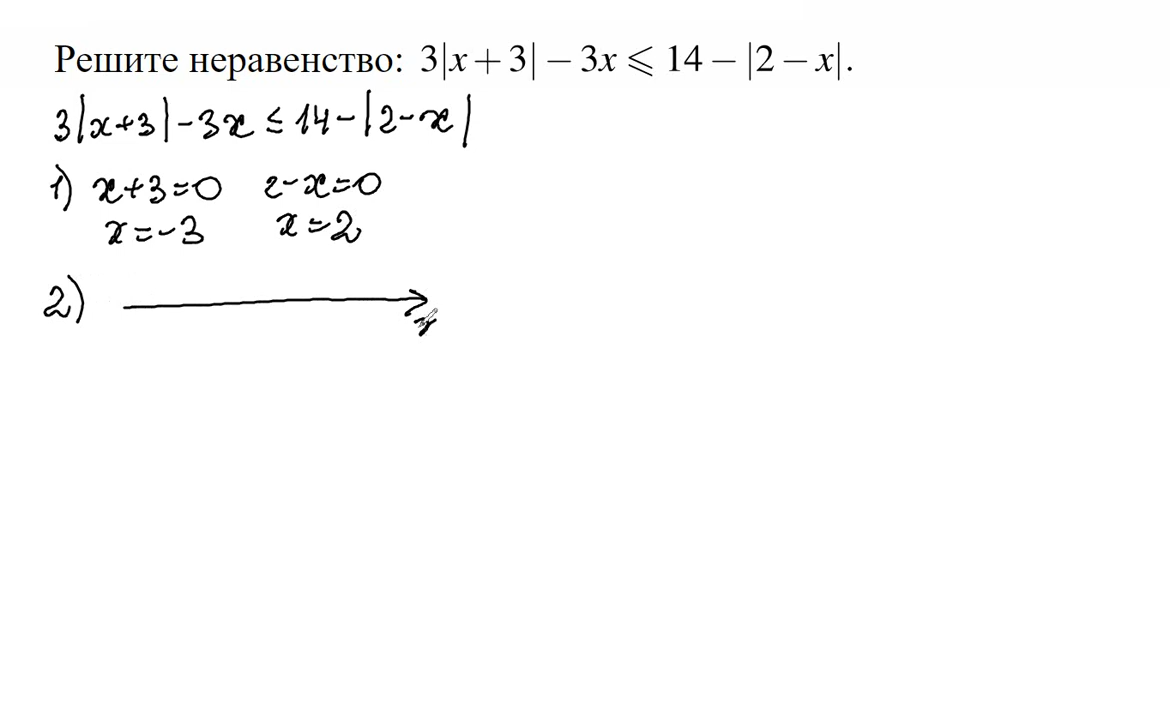 Решите неравенство: 3|x+3| − 3x ⩽ 14 − |2 − x|.
3|x+3|-3x ≤ 14-|2-x|
1) x+3=0 2-x=0
x=-3 x=2
2)